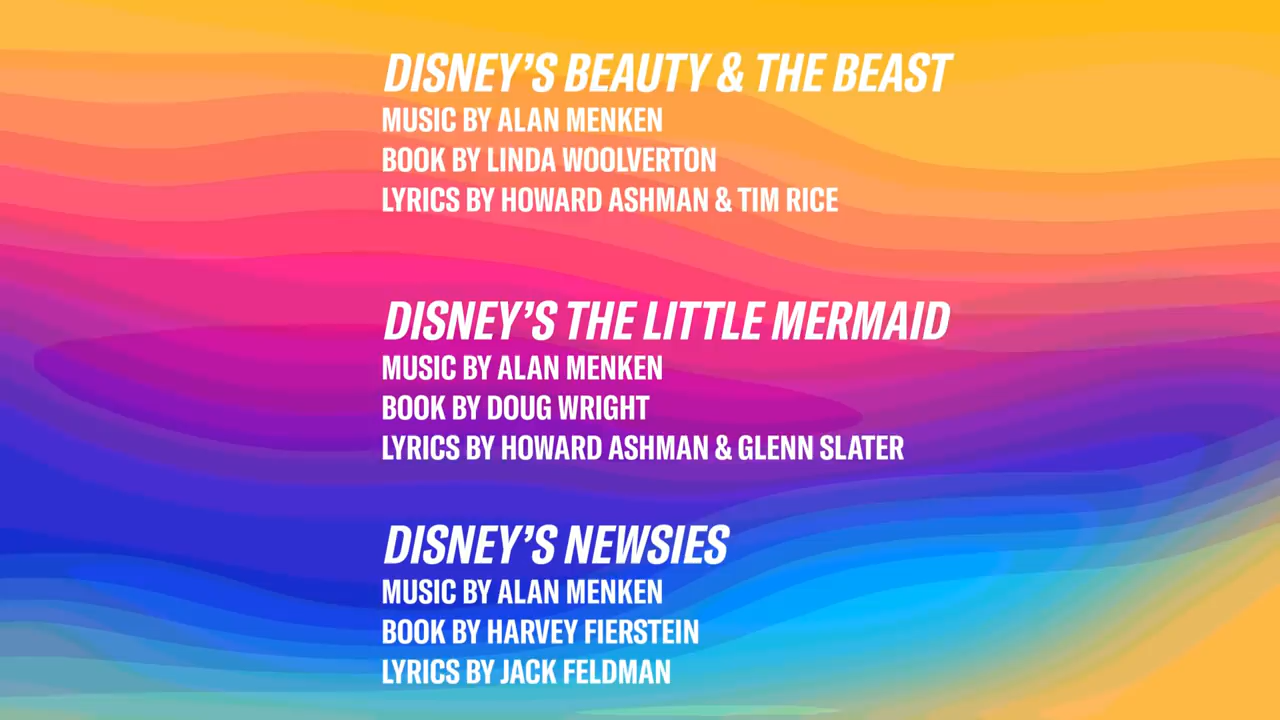 DISNEY’S BEAUTY & THE BEAST
MUSIC BY ALAN MENKEN
BOOK BY LINDA WOOLVERTON
LYRICS BY HOWARD ASHMAN & TIM RICE
DISNEY’S THE LITTLE MERMAID
MUSIC BY ALAN MENKEN
BOOK BY DOUG WRIGHT
LYRICS BY HOWARD ASHMAN & GLENN SLATER
DISNEY’S NEWSIES
MUSIC BY ALAN MENKEN
BOOK BY HARVEY FIERSTEIN
LYRICS BY JACK FELDMAN